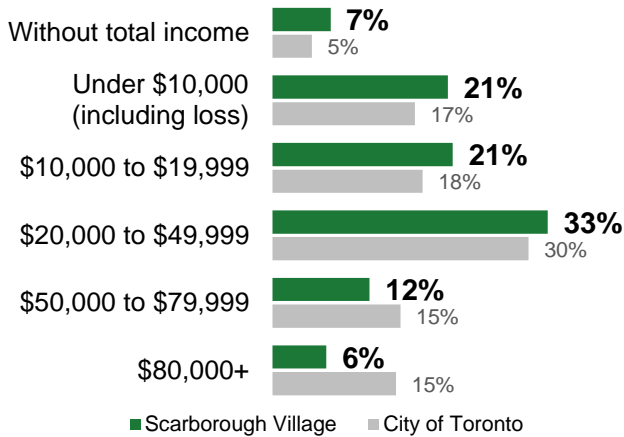 Without total income
7%
5%
Under $10,000
(including loss)
21%
17%
$10,000 to $19,999
21%
18%
$20,000 to $49,999
33%
30%
$50,000 to $79,999
12%
15%
$80,000+
6%
15%
Scarborough Village
City of Toronto